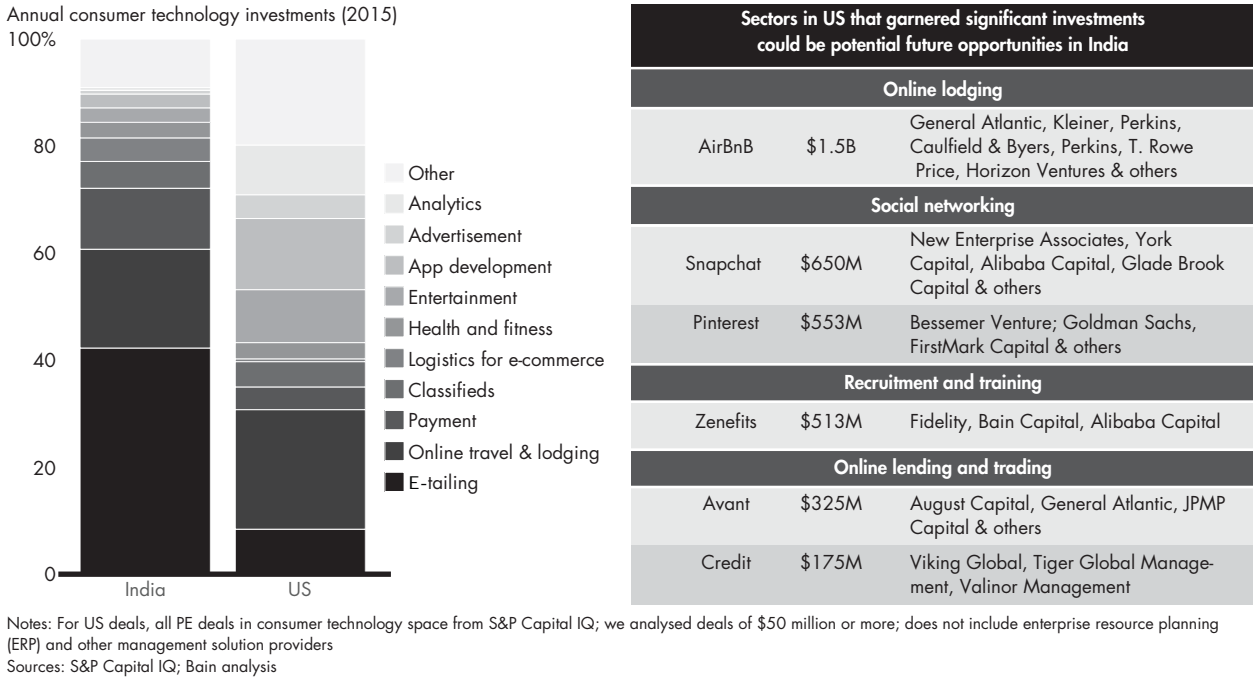 Annual consumer technology investments (2015)
100%
80
60
40
20
0
India
US
Other
Analytics
Advertisement
App development
Entertainment
Health and fitness
Logistics for e-commerce
Classifieds
Payment
Online travel & lodging
E-tailing
Sectors in US that garnered significant investments
could be potential future opportunities in India
Online lodging
AirBnB $1.5B General Atlantic, Kleiner, Perkins,
Caulfield & Byers, Perkins, T. Rowe
Price, Horizon Ventures & others
Social networking
Snapchat $650M New Enterprise Associates, York
Capital, Alibaba Capital, Glade Brook
Capital & others
Pinterest $553M Bessemer Venture; Goldman Sachs,
FirstMark Capital & others
Recruitment and training
Zenefits $513M Fidelity, Bain Capital, Alibaba Capital
Online lending and trading
Avant $325M August Capital, General Atlantic, JPMP
Capital & others
Credit $175M Viking Global, Tiger Global Manage-
ment, Valinor Management
Notes: For US deals, all PE deals in consumer technology space from S&P Capital IQ; we analysed deals of $50 million or more; does not include enterprise resource planning
(ERP) and other management solution providers
Sources: S&P Capital IQ; Bain analysis